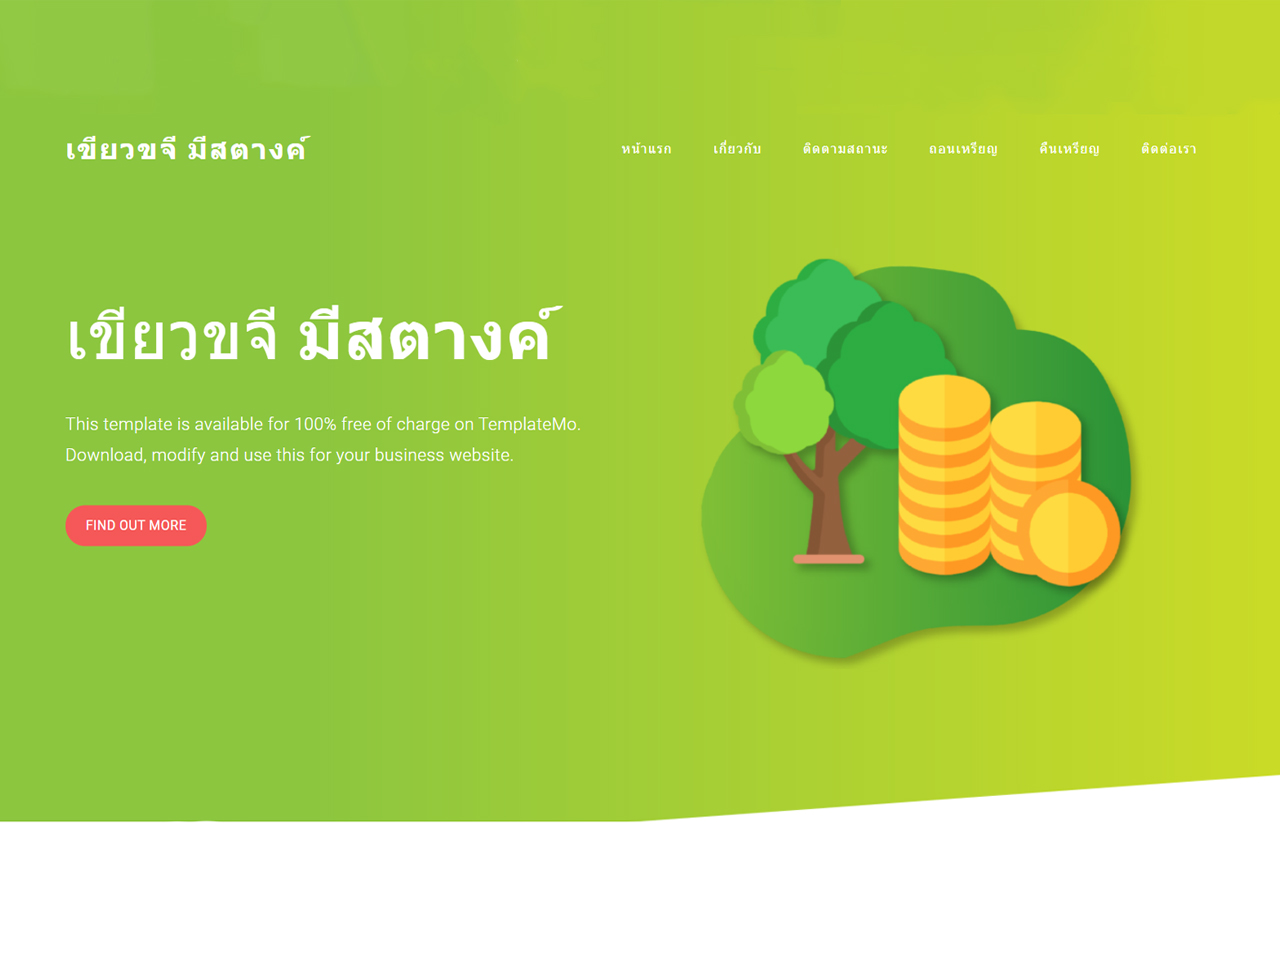 เขียวขจี มีสตางค์
หน้าแรก
เกี่ยวกับ
ติดตามสถานะ
ถอนเหรียญ
คืนเหรียญ
ติดต่อเรา
เขียวขจี มีสตางค์
This template is available for 100% free of charge on TemplateMo.
Download, modify and use this for your business website.
FIND OUT MORE